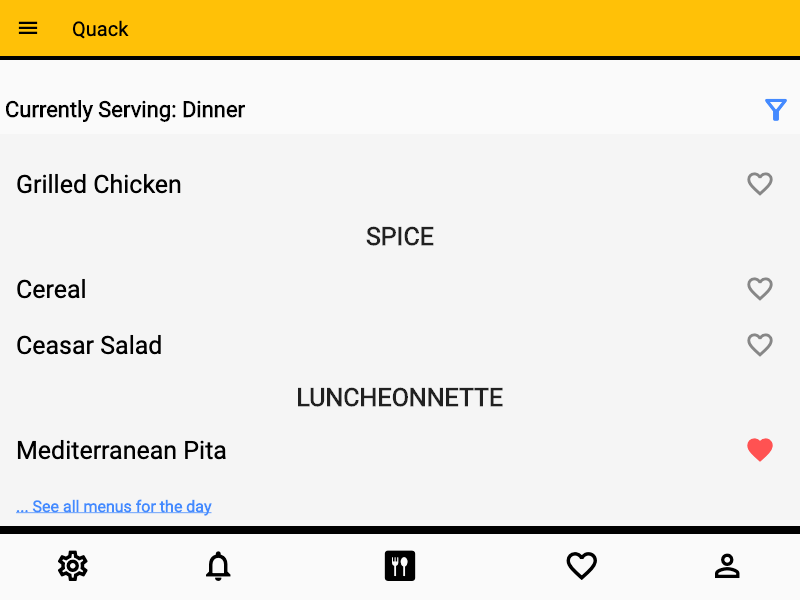 Quack
Currently Serving: Dinner
Grilled Chicken
SPICE
Cereal
Ceasar Salad
LUNCHEONNETTE
Mediterranean Pita
... See all menus for the day